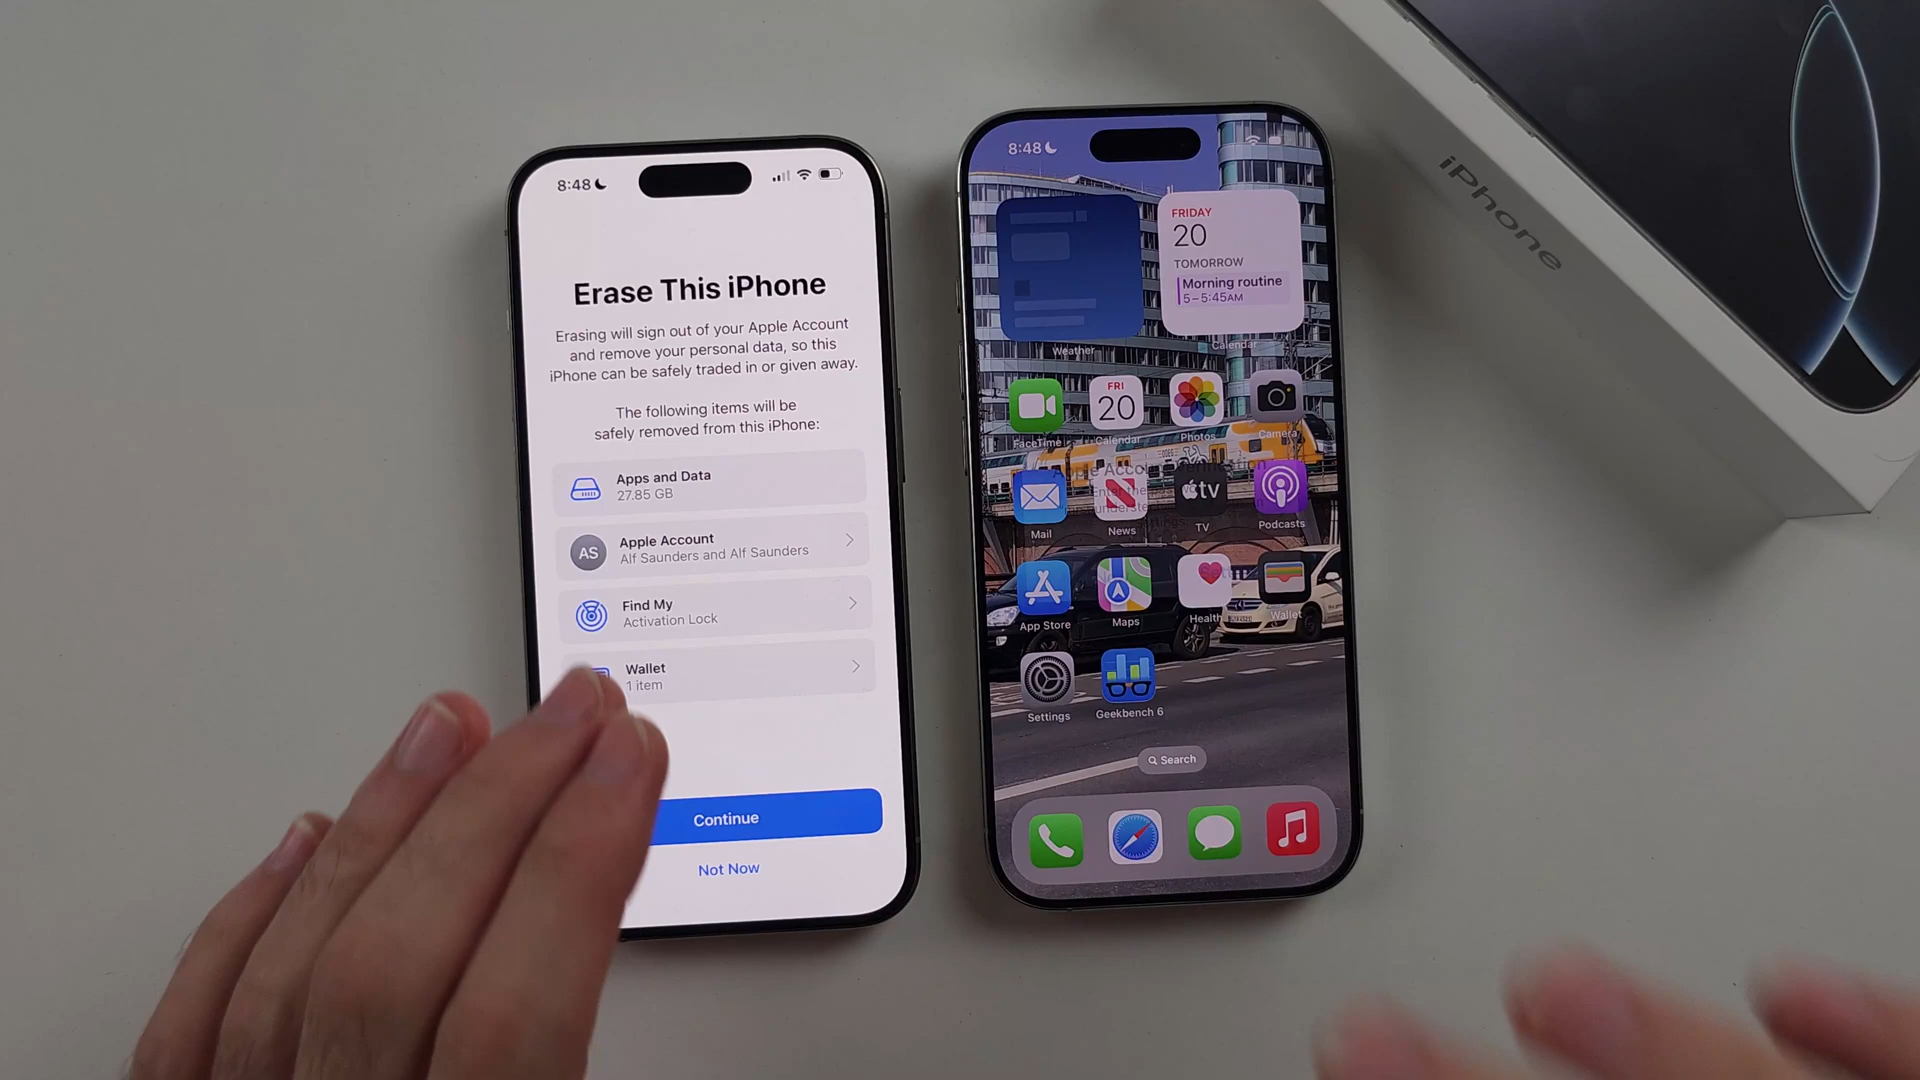 8:48
Erase This iPhone
Erasing will sign out of your Apple Account
and remove your personal data, so this
iPhone can be safely traded in or given away.
The following items will be
safely removed from this iPhone:
Apps and Data
27.85 GB
AS
Apple Account
Alf Saunders and Alf Saunders
Find My
Activation Lock
Wallet
1 item
Continue
Not Now
8:48
FRIDAY
20
TOMORROW
Morning routine
5–5:45AM
Weather
Calendar
FRI
20
FaceTime
Calendar
Photos
Camera
tv
Mail
News
TV
Podcasts
App Store
Maps
Health
Wallet
Settings
Geekbench 6
Search
iPhone